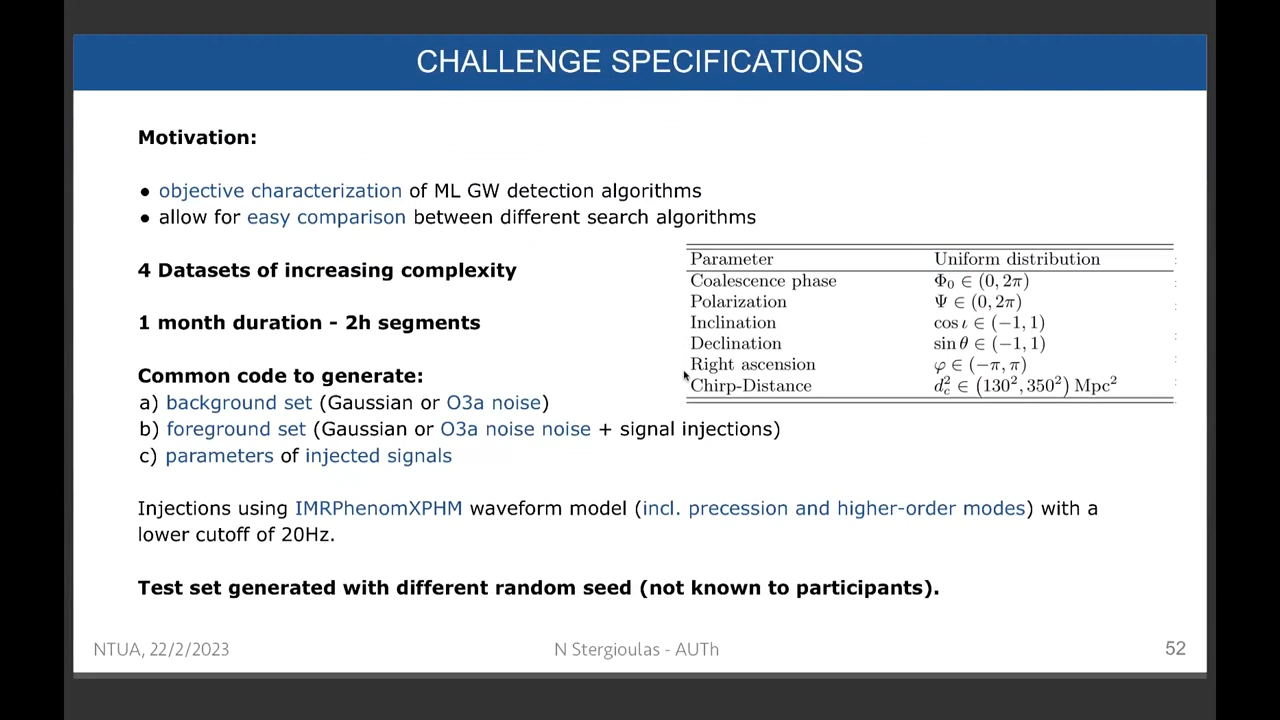 CHALLENGE SPECIFICATIONS
Motivation:
● objective characterization of ML GW detection algorithms
● allow for easy comparison between different search algorithms
4 Datasets of increasing complexity
1 month duration - 2h segments
Common code to generate:
a) background set (Gaussian or O3a noise)
b) foreground set (Gaussian or O3a noise noise + signal injections)
c) parameters of injected signals
Parameter Uniform distribution
Coalescence phase Φ₀ ∈ (0, 2π)
Polarization Ψ ∈ (0, 2π)
Inclination cos ι ∈ (−1, 1)
Declination sin θ ∈ (−1, 1)
Right ascension φ ∈ (−π, π)
Chirp-Distance d_c² ∈ (130², 350²) Mpc²
Injections using IMRPhenomXPHM waveform model (incl. precession and higher-order modes) with a
lower cutoff of 20Hz.
Test set generated with different random seed (not known to participants).
NTUA, 22/2/2023 N Stergioulas - AUTh 52